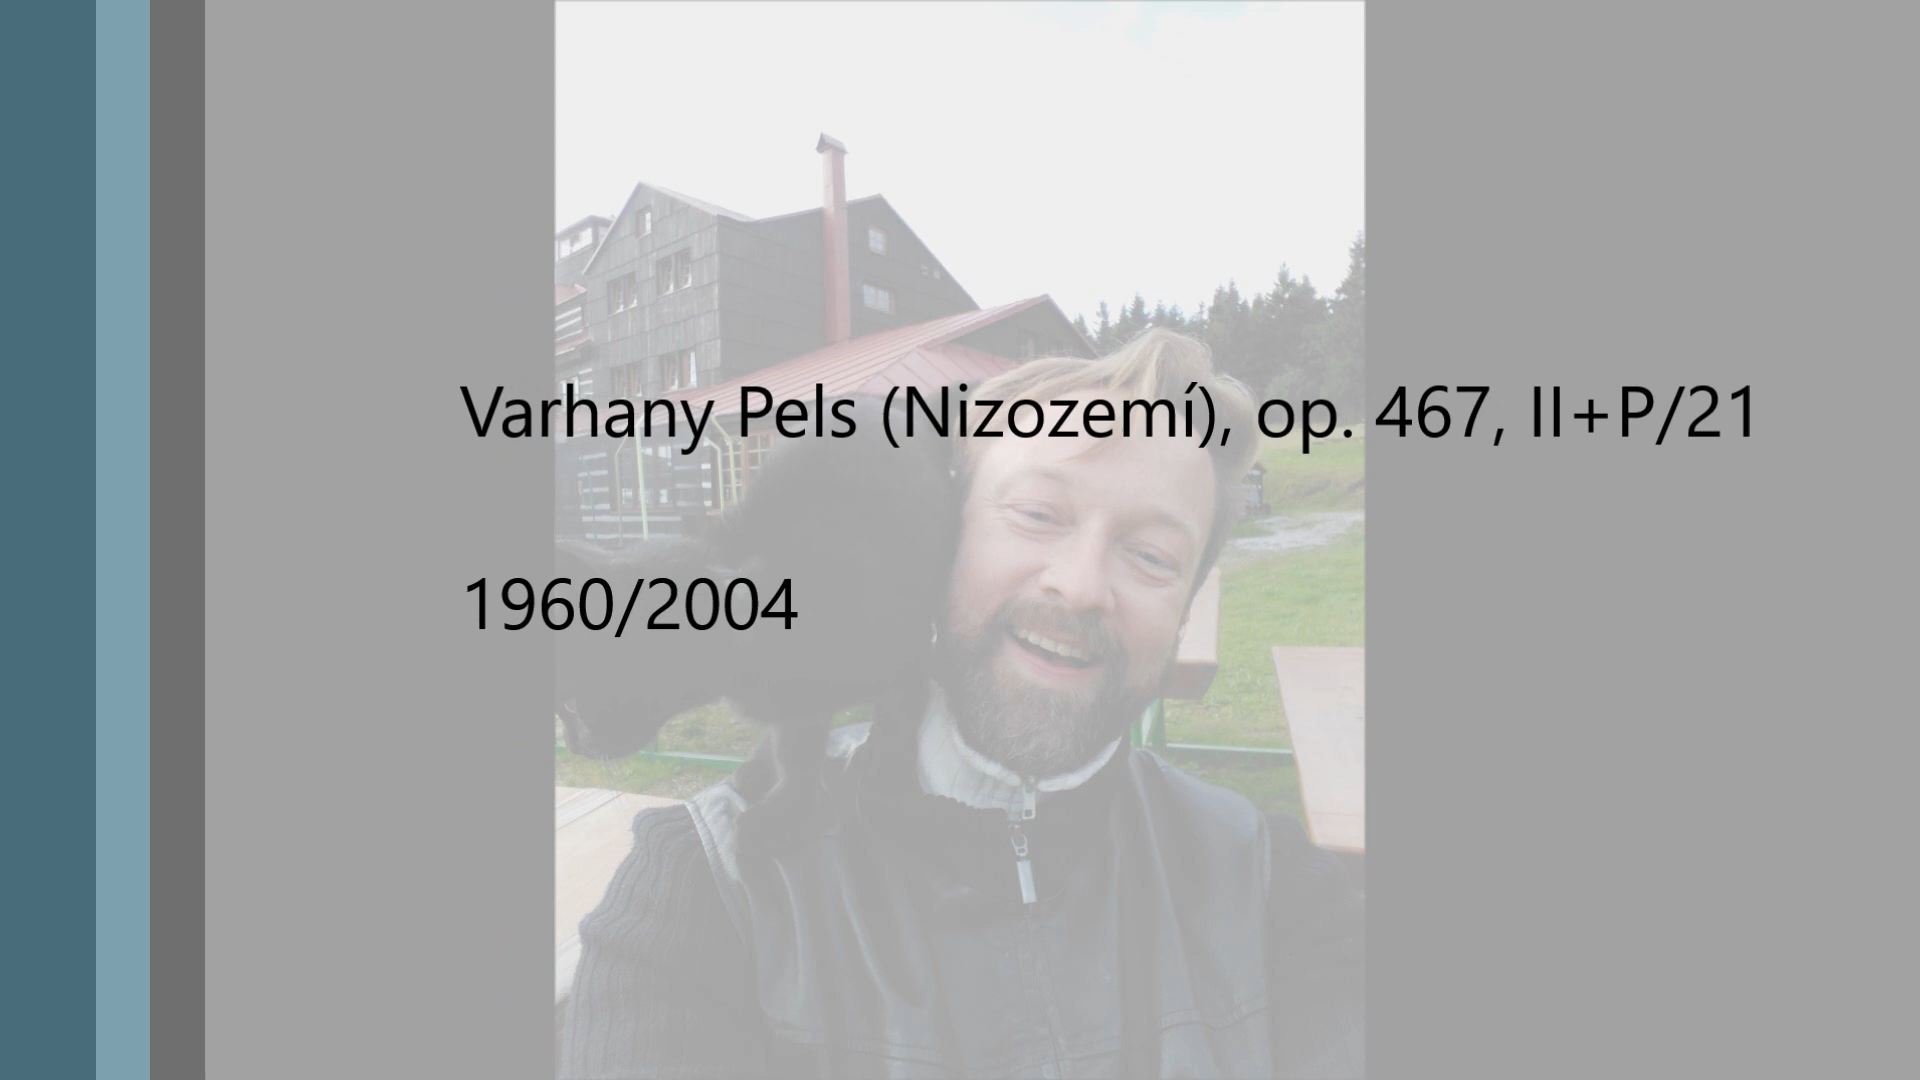 Varhany Pels (Nizozemí), op. 467, II+P/21
1960/2004